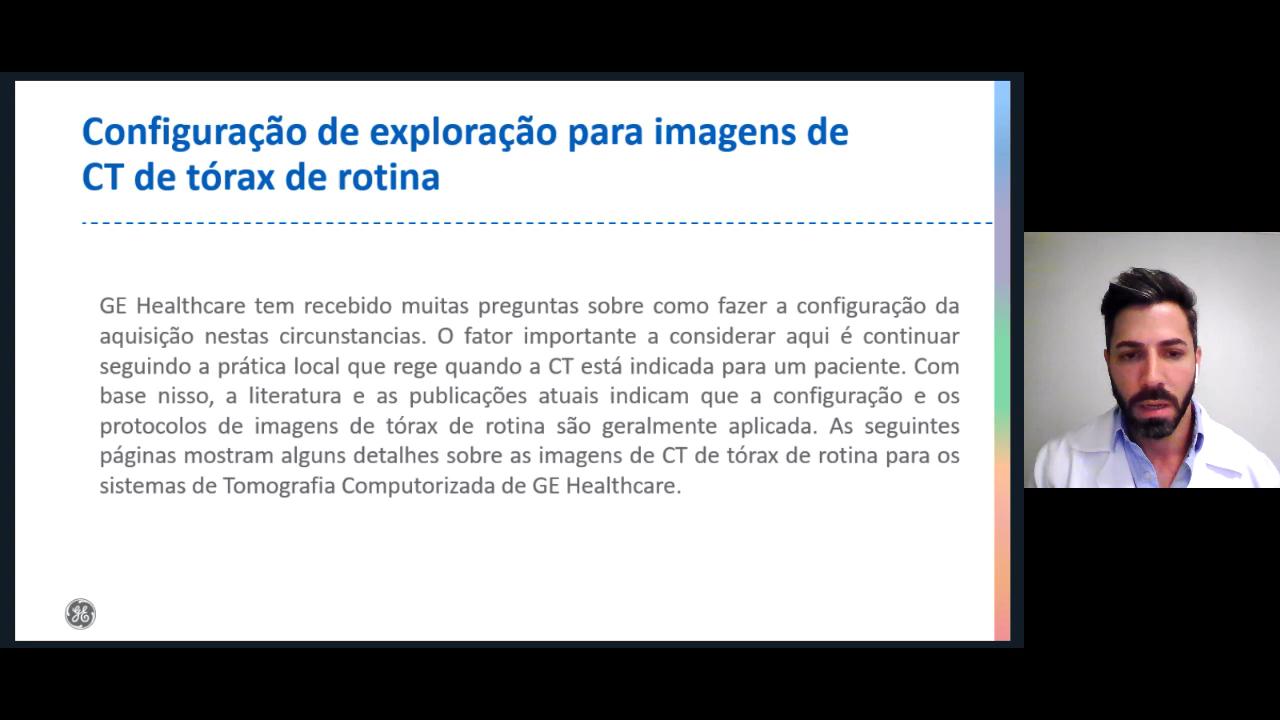 Configuração de exploração para imagens de
CT de tórax de rotina
GE Healthcare tem recebido muitas preguntas sobre como fazer a configuração da
aquisição nestas circunstancias. O fator importante a considerar aqui é continuar
seguindo a prática local que rege quando a CT está indicada para um paciente. Com
base nisso, a literatura e as publicações atuais indicam que a configuração e os
protocolos de imagens de tórax de rotina são geralmente aplicada. As seguintes
páginas mostram alguns detalhes sobre as imagens de CT de tórax de rotina para os
sistemas de Tomografia Computorizada de GE Healthcare.
GE